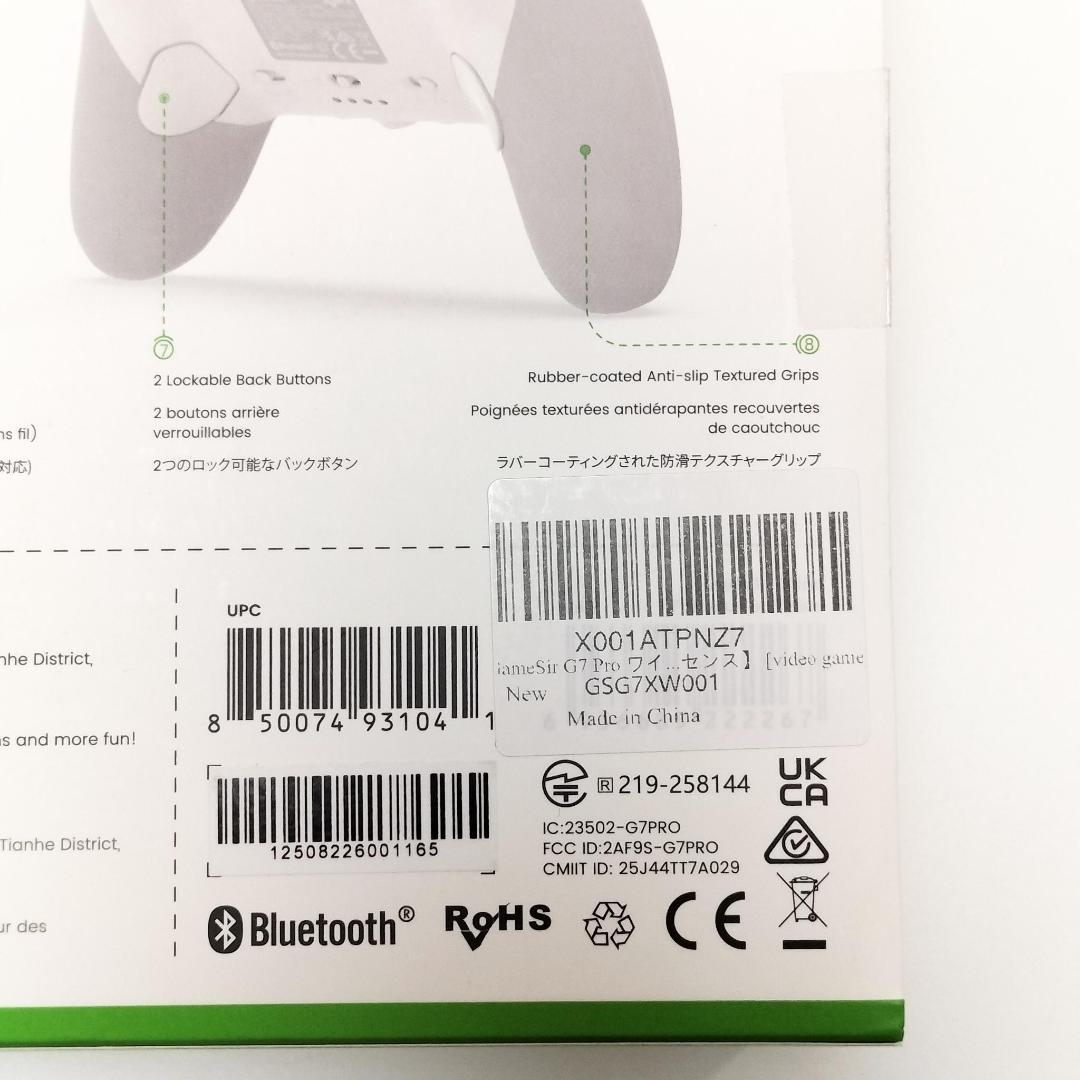 7
8
2 Lockable Back Buttons
Rubber-coated Anti-slip Textured Grips
2 boutons arrière
verrouillables
Poignées texturées antidérapantes recouvertes
de caoutchouc
ns fil)
対応)
2つのロック可能なバックボタン
ラバーコーティングされた防滑テクスチャーグリップ
nhe District,
ns and more fun!
Tianhe District,
ur des
UPC
8 50074 93104 1
X001ATPNZ7
GameSir G7 Pro ワイ...センス】 [video game
New GSG7XW001
Made in China
12508226001165
R 219-258144
UK
CA
IC:23502-G7PRO
FCC ID:2AF9S-G7PRO
CMIIT ID: 25J44TT7A029
Bluetooth®
RoHS
CE